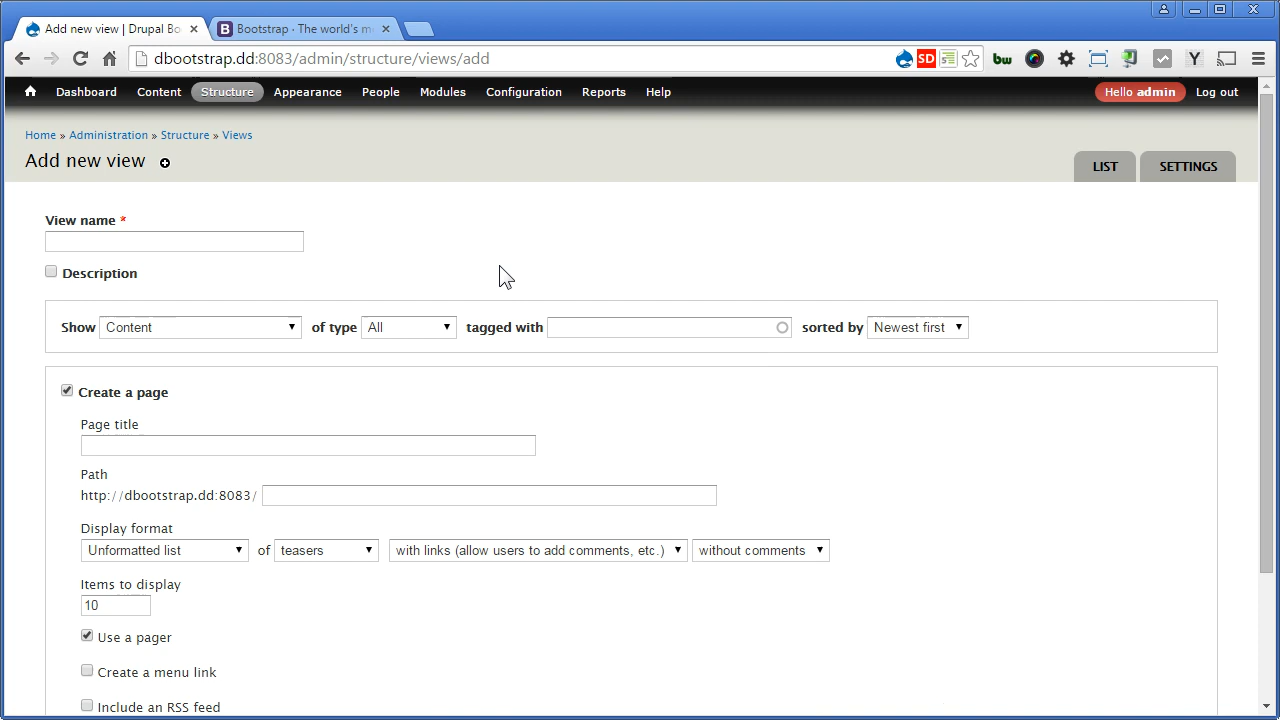 Add new view | Drupal Bo
Bootstrap · The world's m
dbootstrap.dd:8083/admin/structure/views/add
SD
5
bw
Y
Dashboard Content Structure Appearance People Modules Configuration Reports Help Hello admin Log out
Home » Administration » Structure » Views
Add new view
LIST SETTINGS
View name *
Description
Show Content of type All tagged with sorted by Newest first
Create a page
Page title
Path
http://dbootstrap.dd:8083/
Display format
Unformatted list of teasers with links (allow users to add comments, etc.) without comments
Items to display
10
Use a pager
Create a menu link
Include an RSS feed